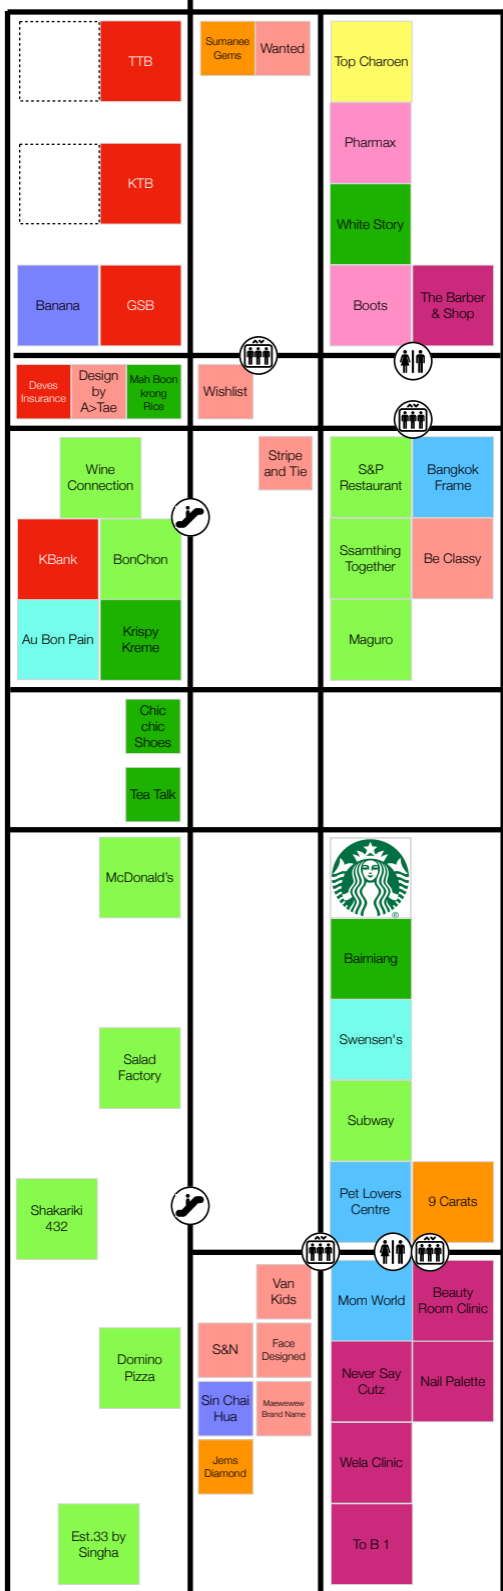 TTB
Sumanee
Gems
Wanted
Top Charoen
Pharmax
KTB
White Story
Banana
GSB
Boots
The Barber
& Shop
Deves
Insurance
Design
by
A>Tae
Mah Boon
krong
Rice
Wishlist
Wine
Connection
Stripe
and Tie
S&P
Restaurant
Bangkok
Frame
KBank
BonChon
Ssamthing
Together
Be Classy
Au Bon Pain
Krispy
Kreme
Maguro
Chic
chic
Shoes
Tea Talk
McDonald's
®
Baimiang
Salad
Factory
Swensen's
Subway
Shakariki
432
Pet Lovers
Centre
9 Carats
Van
Kids
Mom World
Beauty
Room Clinic
Domino
Pizza
S&N
Face
Designed
Never Say
Cutz
Nail Palette
Sin Chai
Hua
Maewewew
Brand Name
Jems
Diamond
Wela Clinic
Est.33 by
Singha
To B 1